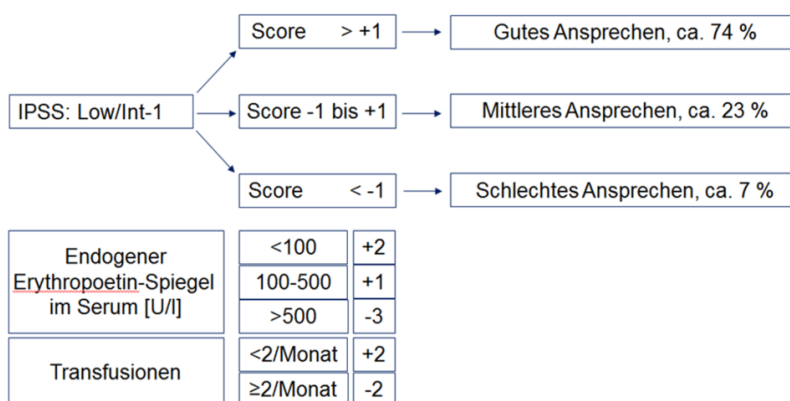 Score > +1
Gutes Ansprechen, ca. 74 %
IPSS: Low/Int-1
Score -1 bis +1
Mittleres Ansprechen, ca. 23 %
Score < -1
Schlechtes Ansprechen, ca. 7 %
Endogener
Erythropoetin-Spiegel
im Serum [U/l]
<100 +2
100-500 +1
>500 -3
Transfusionen
<2/Monat +2
≥2/Monat -2